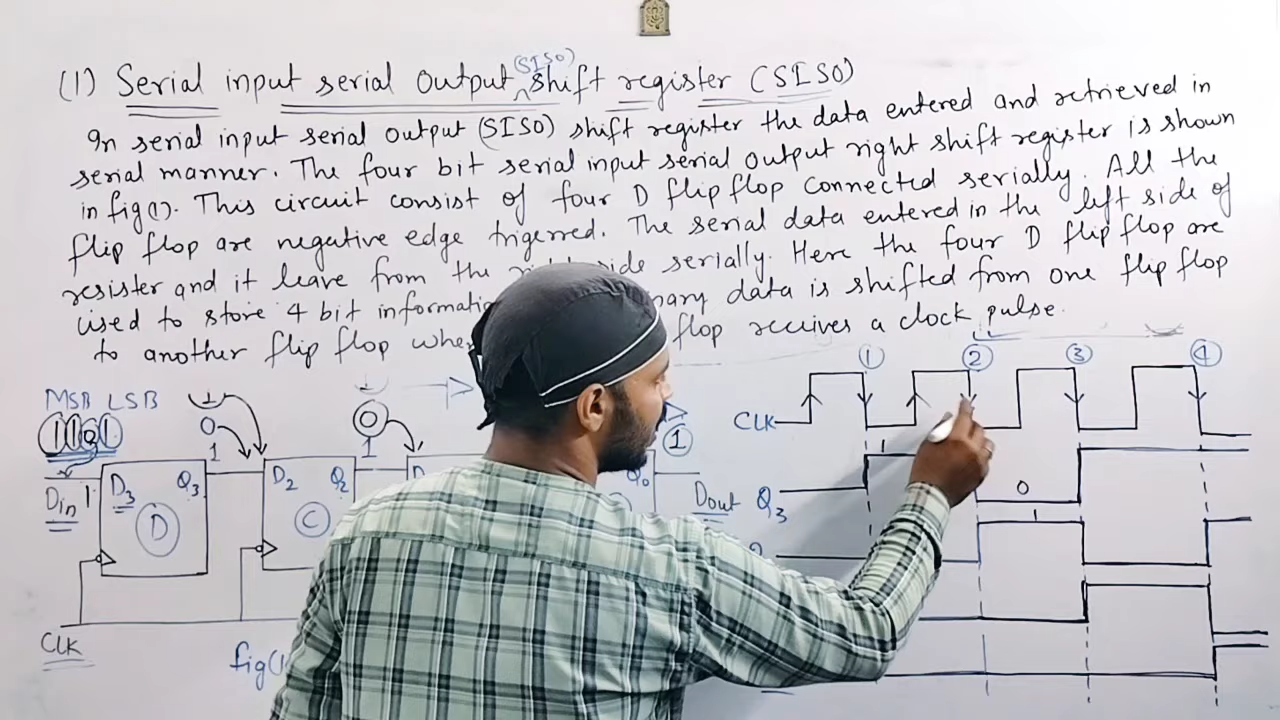 (1) Serial input serial output (SISO) shift register (SISO)
In serial input serial output (SISO) shift register the data entered and retrieved in
serial manner. The four bit serial input serial output right shift register is shown
in fig(1). This circuit consist of four D flip flop connected serially. All the
flip flop are negative edge trigerred. The serial data entered in the left side of
resister and it leave from the side serially. Here the four D flip flop are
used to store 4 bit data is shifted from one flip flop
to another flip flop flop receives a clock pulse.
MSB LSB
1101
0
1
0
1
1
Din 1
D3 Q3
D
D2 Q2
C
Q0
Dout
CLK
fig(1
1 2 3 4
CLK
1
Q3
0
1